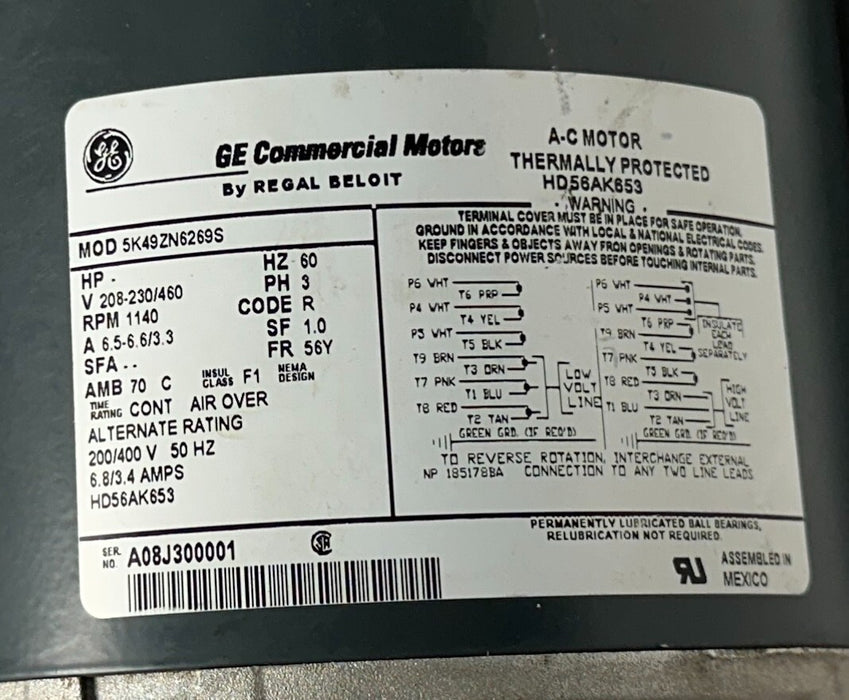 GE
GE Commercial Motors
By REGAL BELOIT
A-C MOTOR
THERMALLY PROTECTED
HD56AK653
· WARNING ·
TERMINAL COVER MUST BE IN PLACE FOR SAFE OPERATION.
GROUND IN ACCORDANCE WITH LOCAL & NATIONAL ELECTRICAL CODES.
KEEP FINGERS & OBJECTS AWAY FROM OPENINGS & ROTATING PARTS.
DISCONNECT POWER SOURCES BEFORE TOUCHING INTERNAL PARTS.
MOD 5K49ZN6269S
HP - HZ 60
V 208-230/460 PH 3
RPM 1140 CODE R
A 6.5-6.6/3.3 SF 1.0
SFA - - FR 56Y
AMB 70 C INSUL CLASS F1 NEMA DESIGN
TIME RATING CONT AIR OVER
ALTERNATE RATING
200/400 V 50 HZ
6.8/3.4 AMPS
HD56AK653
P6 WHT
T6 PRP
P4 WHT
T4 YEL
P5 WHT
T5 BLK
T9 BRN
T3 ORN
T7 PNK
T1 BLU
T8 RED
T2 TAN
LOW
VOLT
LINE
GREEN GRD. (IF REQ'D)
P6 WHT
P4 WHT
P5 WHT
T6 PRP
T9 BRN
T4 YEL
T7 PNK
T5 BLK
T8 RED
T3 ORN
T1 BLU
T2 TAN
INSULATE
EACH
LEAD
SEPARATELY
HIGH
VOLT
LINE
GREEN GRD. (IF REQ'D)
TO REVERSE ROTATION, INTERCHANGE EXTERNAL
NP 185178BA CONNECTION TO ANY TWO LINE LEADS
PERMANENTLY LUBRICATED BALL BEARINGS,
RELUBRICATION NOT REQUIRED.
SER. NO. A08J300001
SA
RU
ASSEMBLED IN
MEXICO